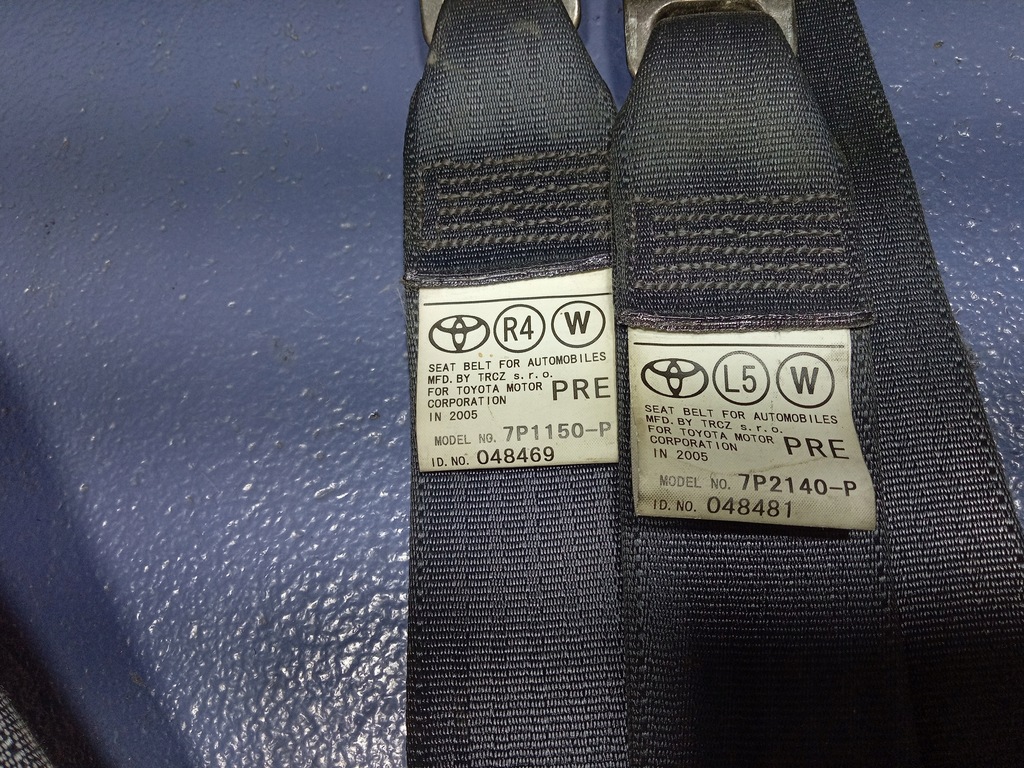 R4 W
SEAT BELT FOR AUTOMOBILES
MFD. BY TRCZ s.r.o.
FOR TOYOTA MOTOR
CORPORATION
PRE
IN 2005
MODEL NO. 7P1150-P
ID. NO. 048469
L5 W
SEAT BELT FOR AUTOMOBILES
MFD. BY TRCZ s.r.o.
FOR TOYOTA MOTOR
CORPORATION
PRE
IN 2005
MODEL NO. 7P2140-P
ID. NO. 048481